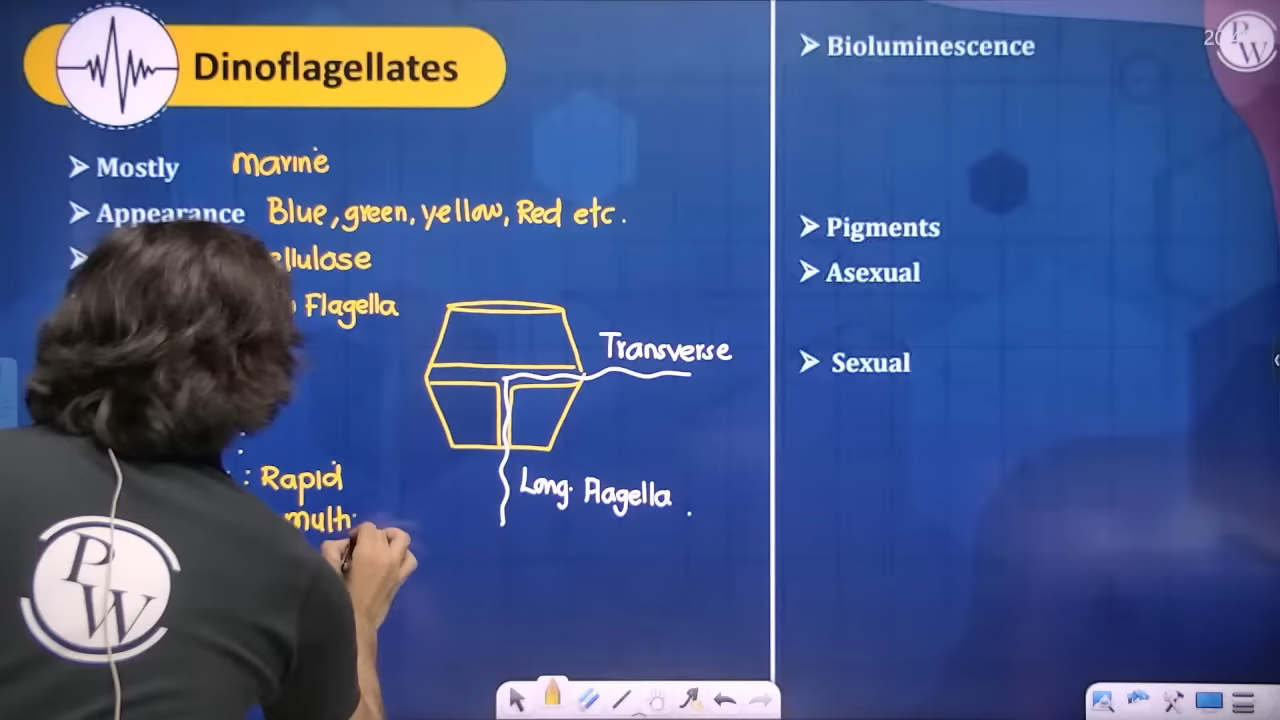 Dinoflagellates
➤ Mostly marine
➤ Appearance Blue, green, yellow, Red etc.
ellulose
Flagella
Transverse
: Rapid
Long. Flagella
multi
➤ Bioluminescence
➤ Pigments
➤ Asexual
➤ Sexual
PW
PW